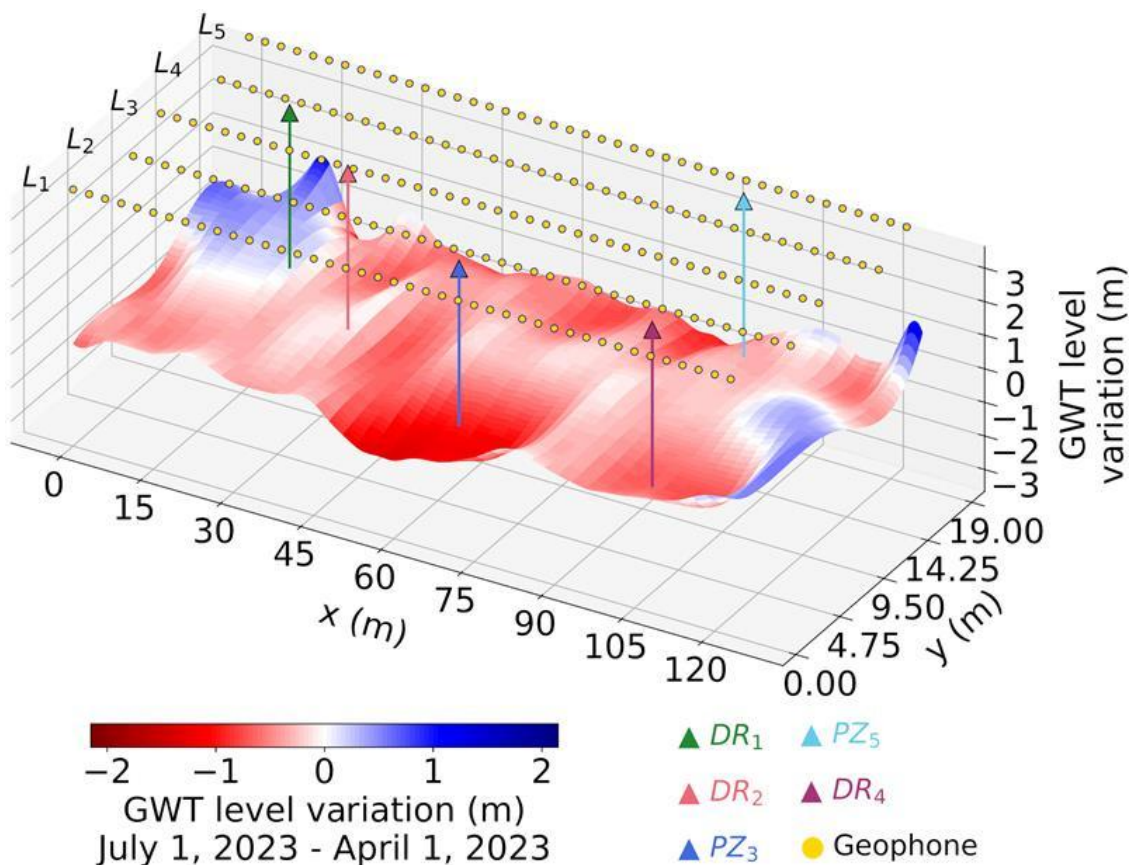 L5
L4
L3
L2
L1
3
2
1
0
−1
−2
−3
GWT level
variation (m)
0
15
30
45
60
75
90
105
120
x (m)
19.00
14.25
9.50
4.75
0.00
y (m)
−2 −1 0 1 2
GWT level variation (m)
July 1, 2023 - April 1, 2023
DR1 PZ5
DR2 DR4
PZ3 Geophone